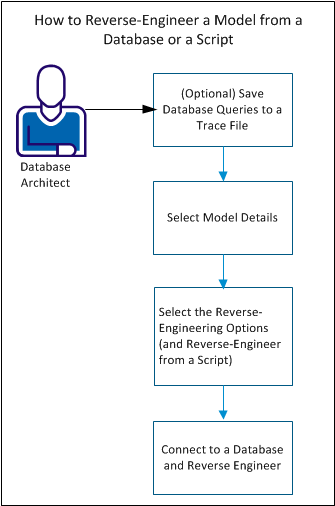 How to Reverse-Engineer a Model from a
Database or a Script
(Optional) Save
Database Queries to a
Trace File
Database
Architect
Select Model Details
Select the Reverse-
Engineering Options
(and Reverse-Engineer
from a Script)
Connect to a Database
and Reverse Engineer